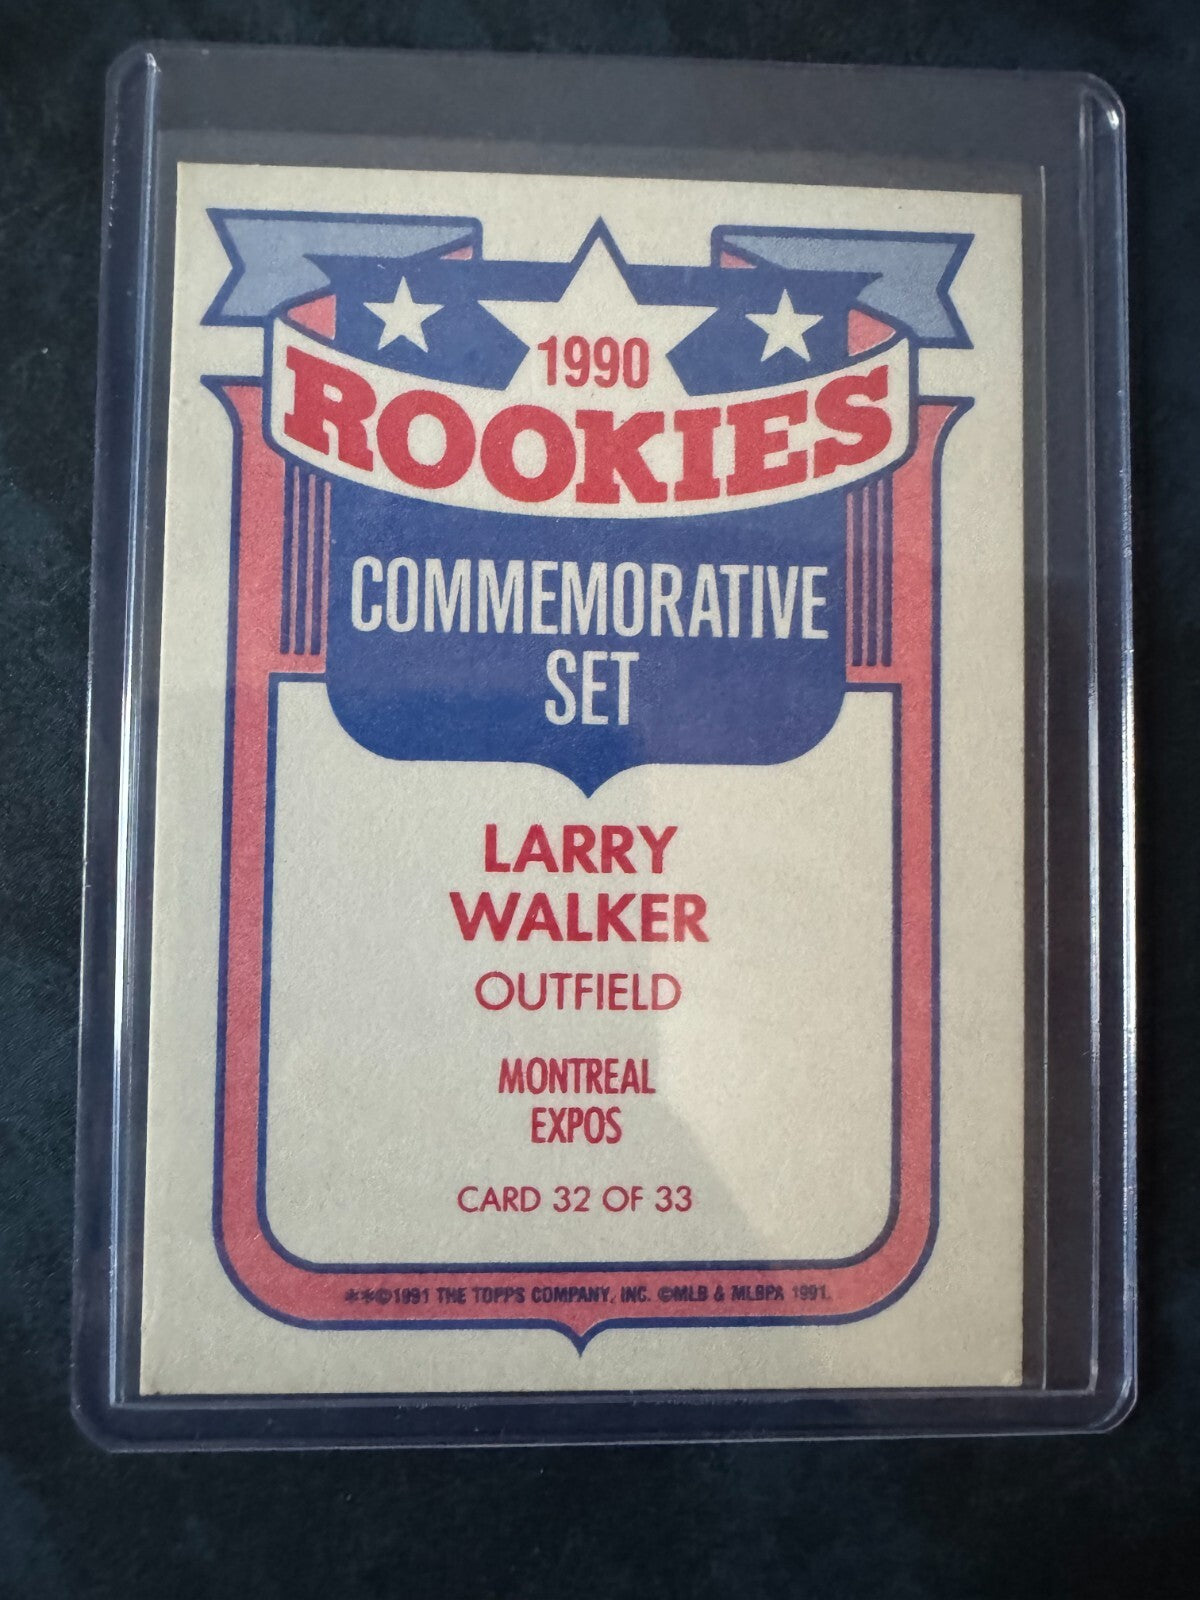 1990
ROOKIES
COMMEMORATIVE
SET
LARRY
WALKER
OUTFIELD
MONTREAL
EXPOS
CARD 32 OF 33
**©1991 THE TOPPS COMPANY, INC. ©MLB & MLBPA 1991.